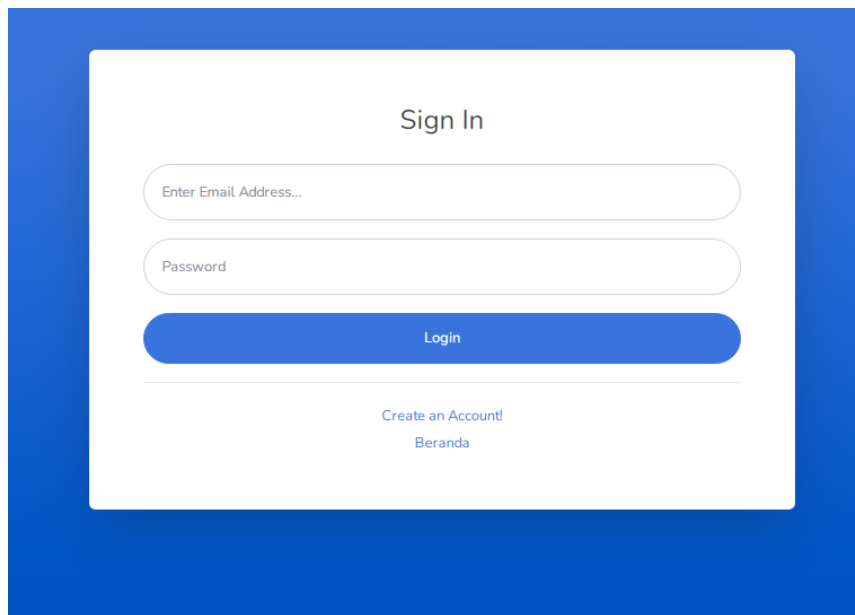 Sign In
Enter Email Address...
Password
Login
Create an Account!
Beranda